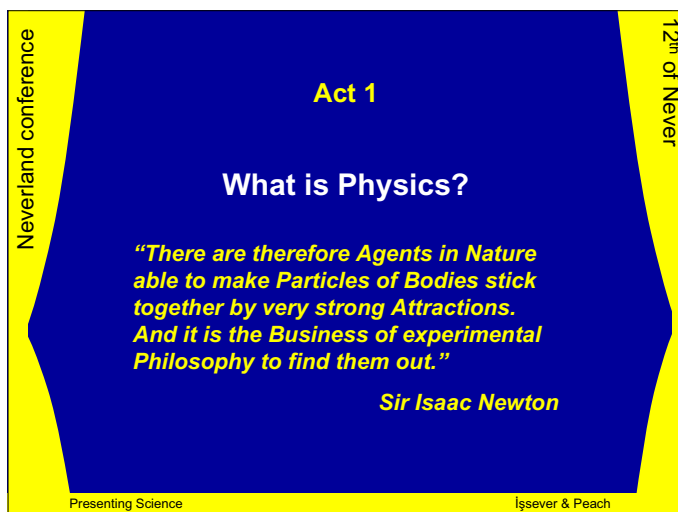 Neverland conference
12th of Never
Act 1
What is Physics?
“There are therefore Agents in Nature
able to make Particles of Bodies stick
together by very strong Attractions.
And it is the Business of experimental
Philosophy to find them out.”
Sir Isaac Newton
Presenting Science
İşsever & Peach